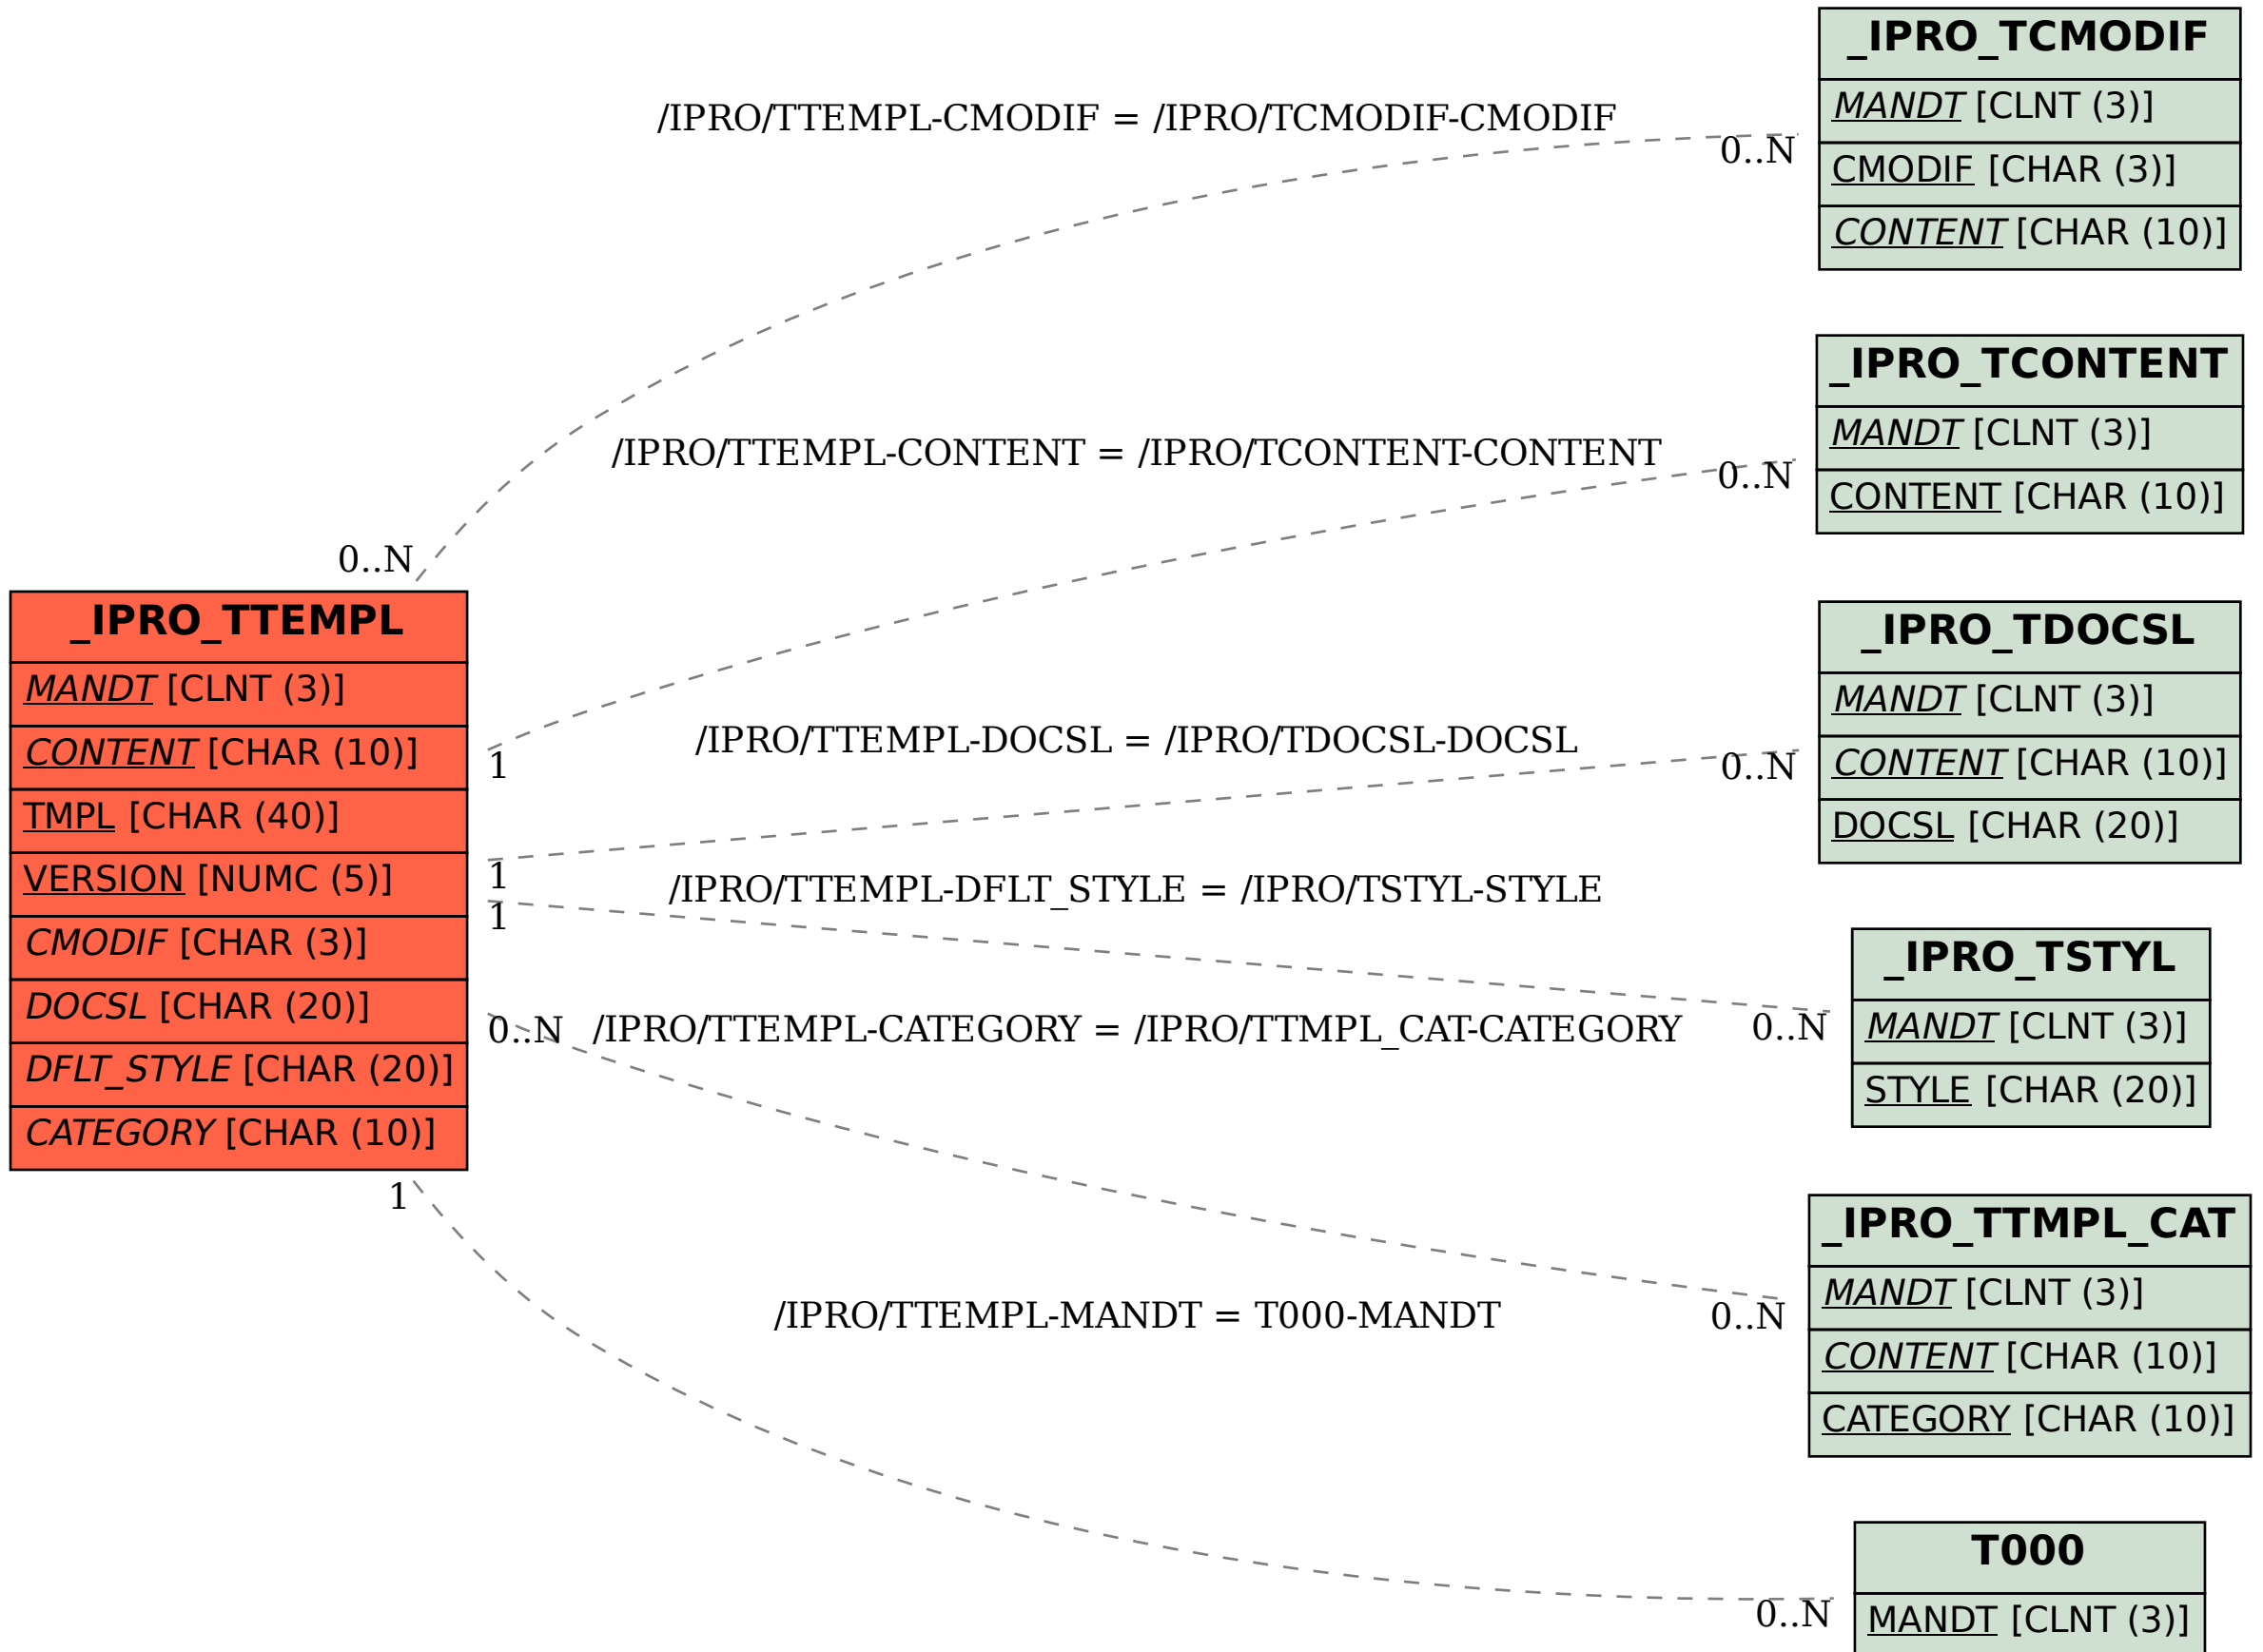 _IPRO_TCMODIF
MANDT [CLNT (3)]
CMODIF [CHAR (3)]
CONTENT [CHAR (10)]
/IPRO/TTEMPL-CMODIF = /IPRO/TCMODIF-CMODIF
0..N
0..N
_IPRO_TCONTENT
MANDT [CLNT (3)]
CONTENT [CHAR (10)]
/IPRO/TTEMPL-CONTENT = /IPRO/TCONTENT-CONTENT
0..N
1
_IPRO_TTEMPL
MANDT [CLNT (3)]
CONTENT [CHAR (10)]
TMPL [CHAR (40)]
VERSION [NUMC (5)]
CMODIF [CHAR (3)]
DOCSL [CHAR (20)]
DFLT_STYLE [CHAR (20)]
CATEGORY [CHAR (10)]
_IPRO_TDOCSL
MANDT [CLNT (3)]
CONTENT [CHAR (10)]
DOCSL [CHAR (20)]
/IPRO/TTEMPL-DOCSL = /IPRO/TDOCSL-DOCSL
0..N
1
/IPRO/TTEMPL-DFLT_STYLE = /IPRO/TSTYL-STYLE
1
0..N
_IPRO_TSTYL
MANDT [CLNT (3)]
STYLE [CHAR (20)]
0..N
/IPRO/TTEMPL-CATEGORY = /IPRO/TTMPL_CAT-CATEGORY
0..N
_IPRO_TTMPL_CAT
MANDT [CLNT (3)]
CONTENT [CHAR (10)]
CATEGORY [CHAR (10)]
1
/IPRO/TTEMPL-MANDT = T000-MANDT
0..N
T000
MANDT [CLNT (3)]